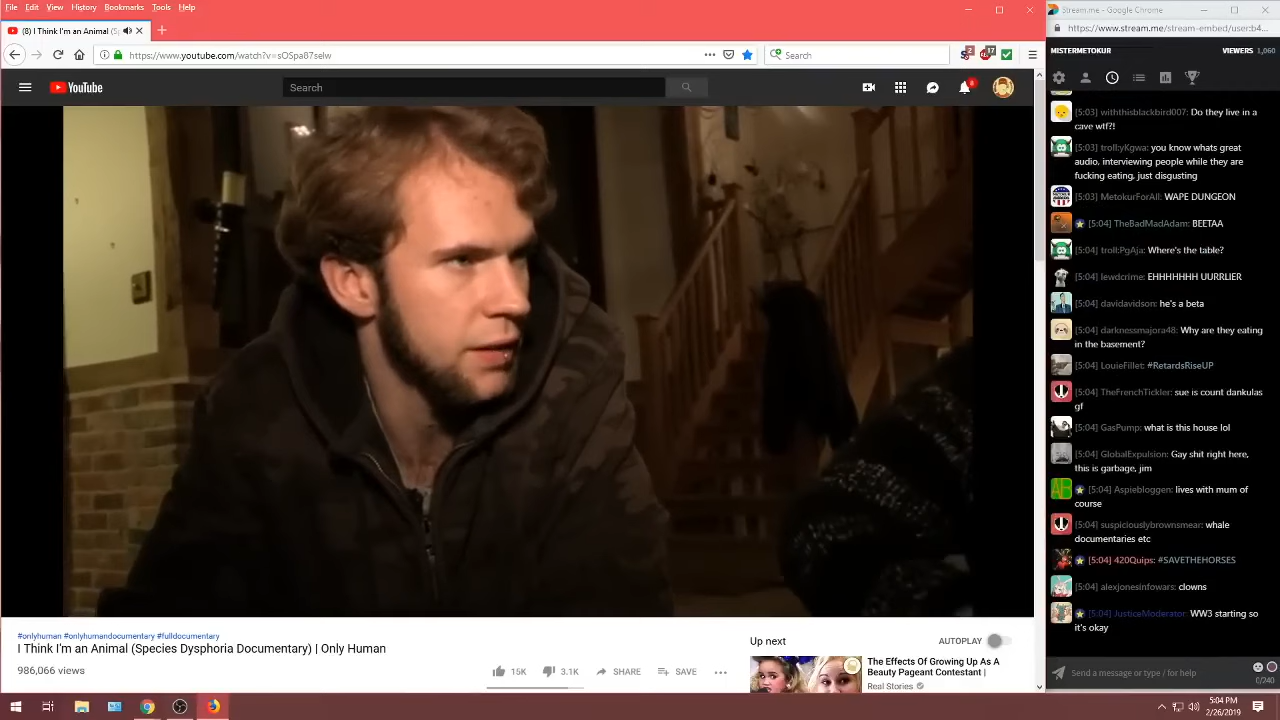 File Edit View History Bookmarks Tools Help
(8) I Think I'm an Animal (S
https://www.youtube.com/watch?v=sOSpa87selw
Search
2
17
YouTube
Search
8
#onlyhuman #onlyhumandocumentary #fulldocumentary
I Think I'm an Animal (Species Dysphoria Documentary) | Only Human
986,066 views
15K
3.1K
SHARE
SAVE
Up next
AUTOPLAY
The Effects Of Growing Up As A
Beauty Pageant Contestant |
Real Stories
Stream.me - Google Chrome
https://www.stream.me/stream-embed/user:b4...
MISTERMETOKUR
VIEWERS 1,060
[5:03] withthisblackbird007: Do they live in a
cave wtf?!
[5:03] troll:yKgwa: you know whats great
audio, interviewing people while they are
fucking eating, just disgusting
[5:03] MetokurForAll: WAPE DUNGEON
[5:04] TheBadMadAdam: BEETAA
[5:04] troll:PgAja: Where's the table?
[5:04] lewdcrime: EHHHHHHH UURRLIER
[5:04] davidavidson: he's a beta
[5:04] darknessmajora48: Why are they eating
in the basement?
[5:04] LouieFillet: #RetardsRiseUP
[5:04] TheFrenchTickler: sue is count dankulas
gf
[5:04] GasPump: what is this house lol
[5:04] GlobalExpulsion: Gay shit right here,
this is garbage, jim
[5:04] Aspiebloggen: lives with mum of
course
[5:04] suspiciouslybrownsmear: whale
documentaries etc
[5:04] 420Quips: #SAVETHEHORSES
[5:04] alexjonesinfowars: clowns
[5:04] JusticeModerator: WW3 starting so
it's okay
Send a message or type / for help
0/240
5:04 PM
2/26/2019